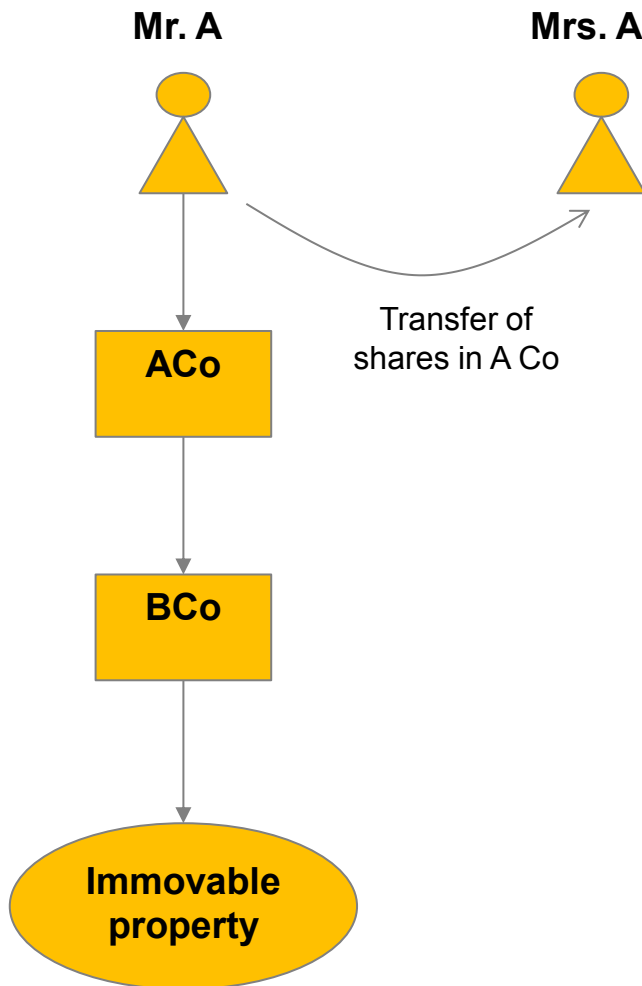 Mr. A
Mrs. A
Transfer of
shares in A Co
ACo
BCo
Immovable
property